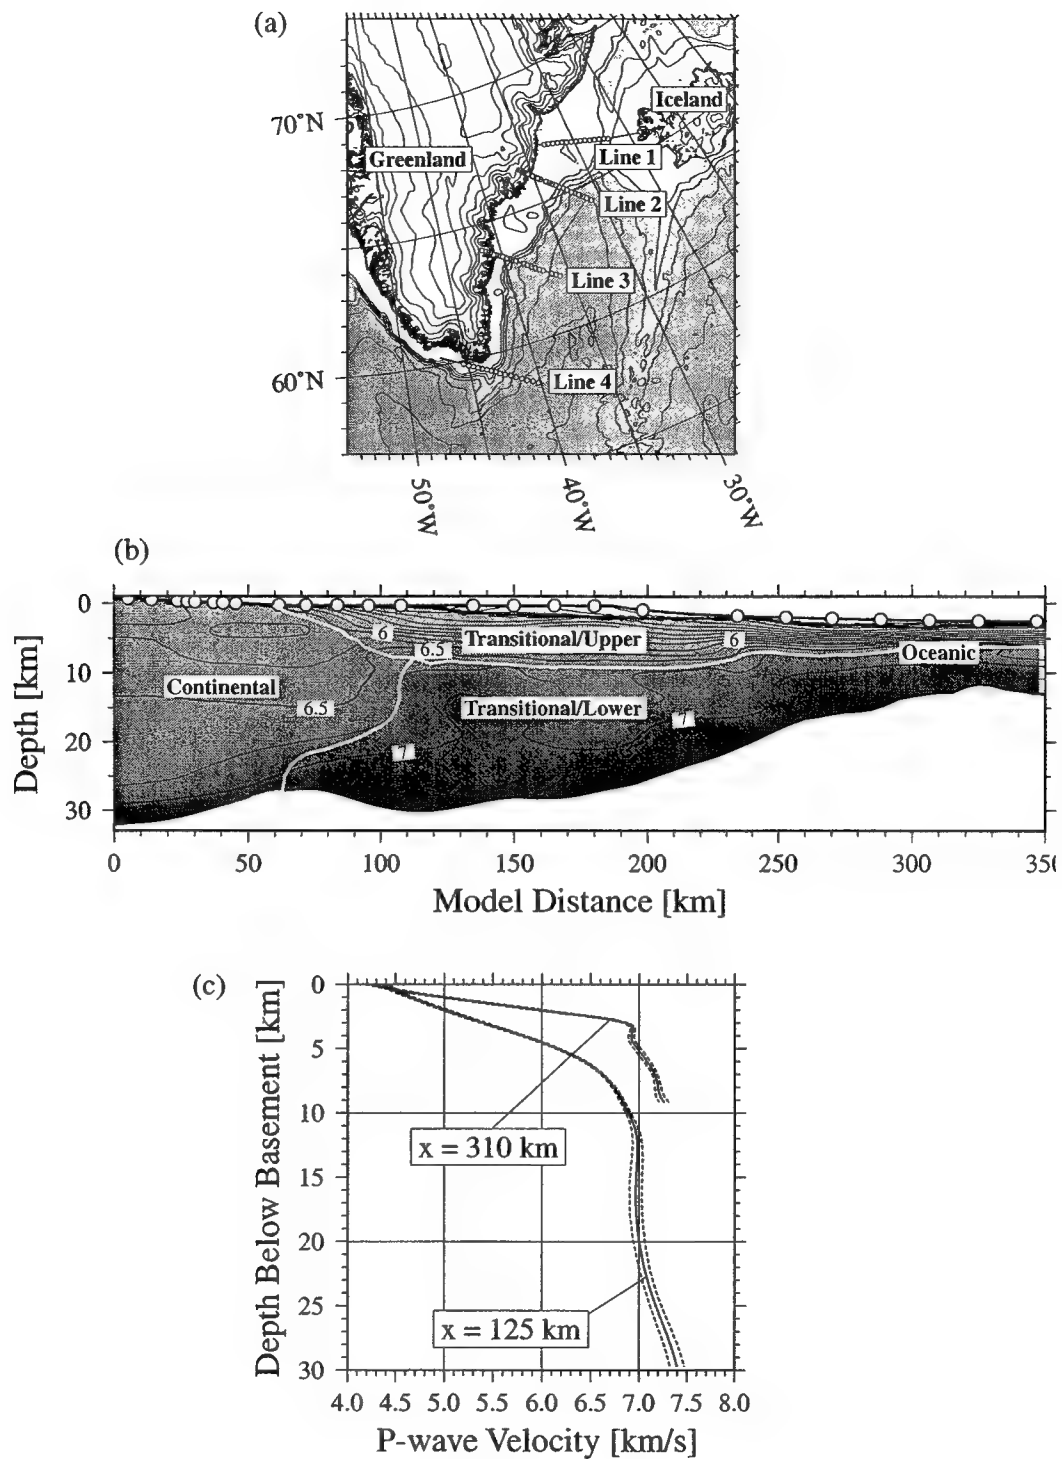 (a)
70°N
60°N
Greenland
Iceland
Line 1
Line 2
Line 3
Line 4
50°W
40°W
30°W
(b)
0
10
20
30
Depth [km]
6
6.5
Transitional/Upper
6
Oceanic
Continental
6.5
Transitional/Lower
7
7
0 50 100 150 200 250 300 350
Model Distance [km]
(c)
0
5
10
15
20
25
30
Depth Below Basement [km]
x = 310 km
x = 125 km
4.0 4.5 5.0 5.5 6.0 6.5 7.0 7.5 8.0
P-wave Velocity [km/s]